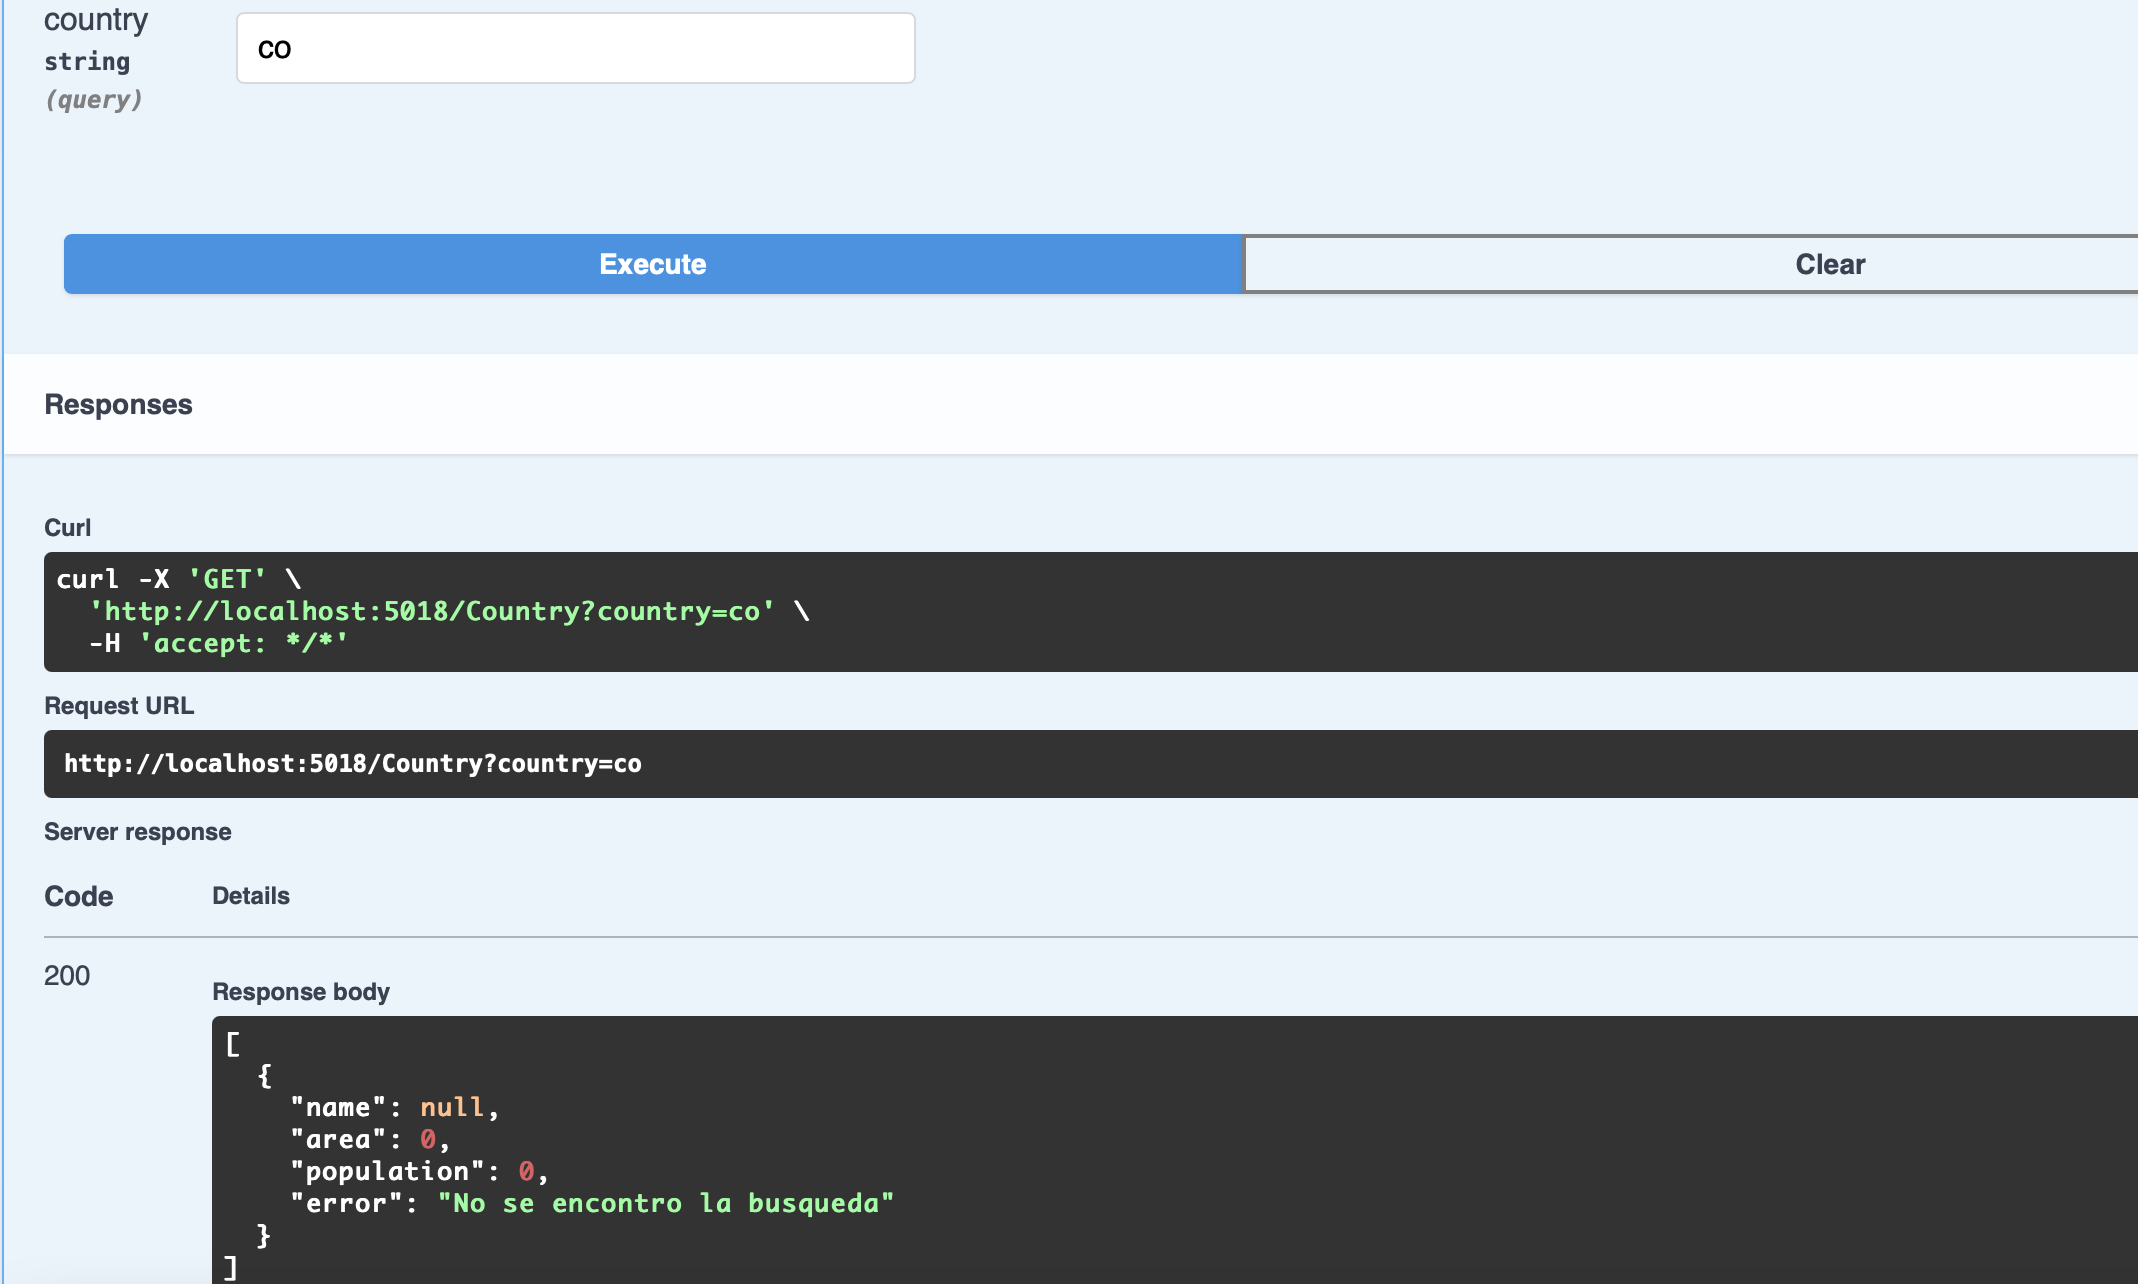 country
string
(query)
co
Execute
Clear
Responses
Curl
curl -X 'GET' \
  'http://localhost:5018/Country?country=co' \
  -H 'accept: */*'
Request URL
http://localhost:5018/Country?country=co
Server response
Code Details
200
Response body
[
  {
    "name": null,
    "area": 0,
    "population": 0,
    "error": "No se encontro la busqueda"
  }
]